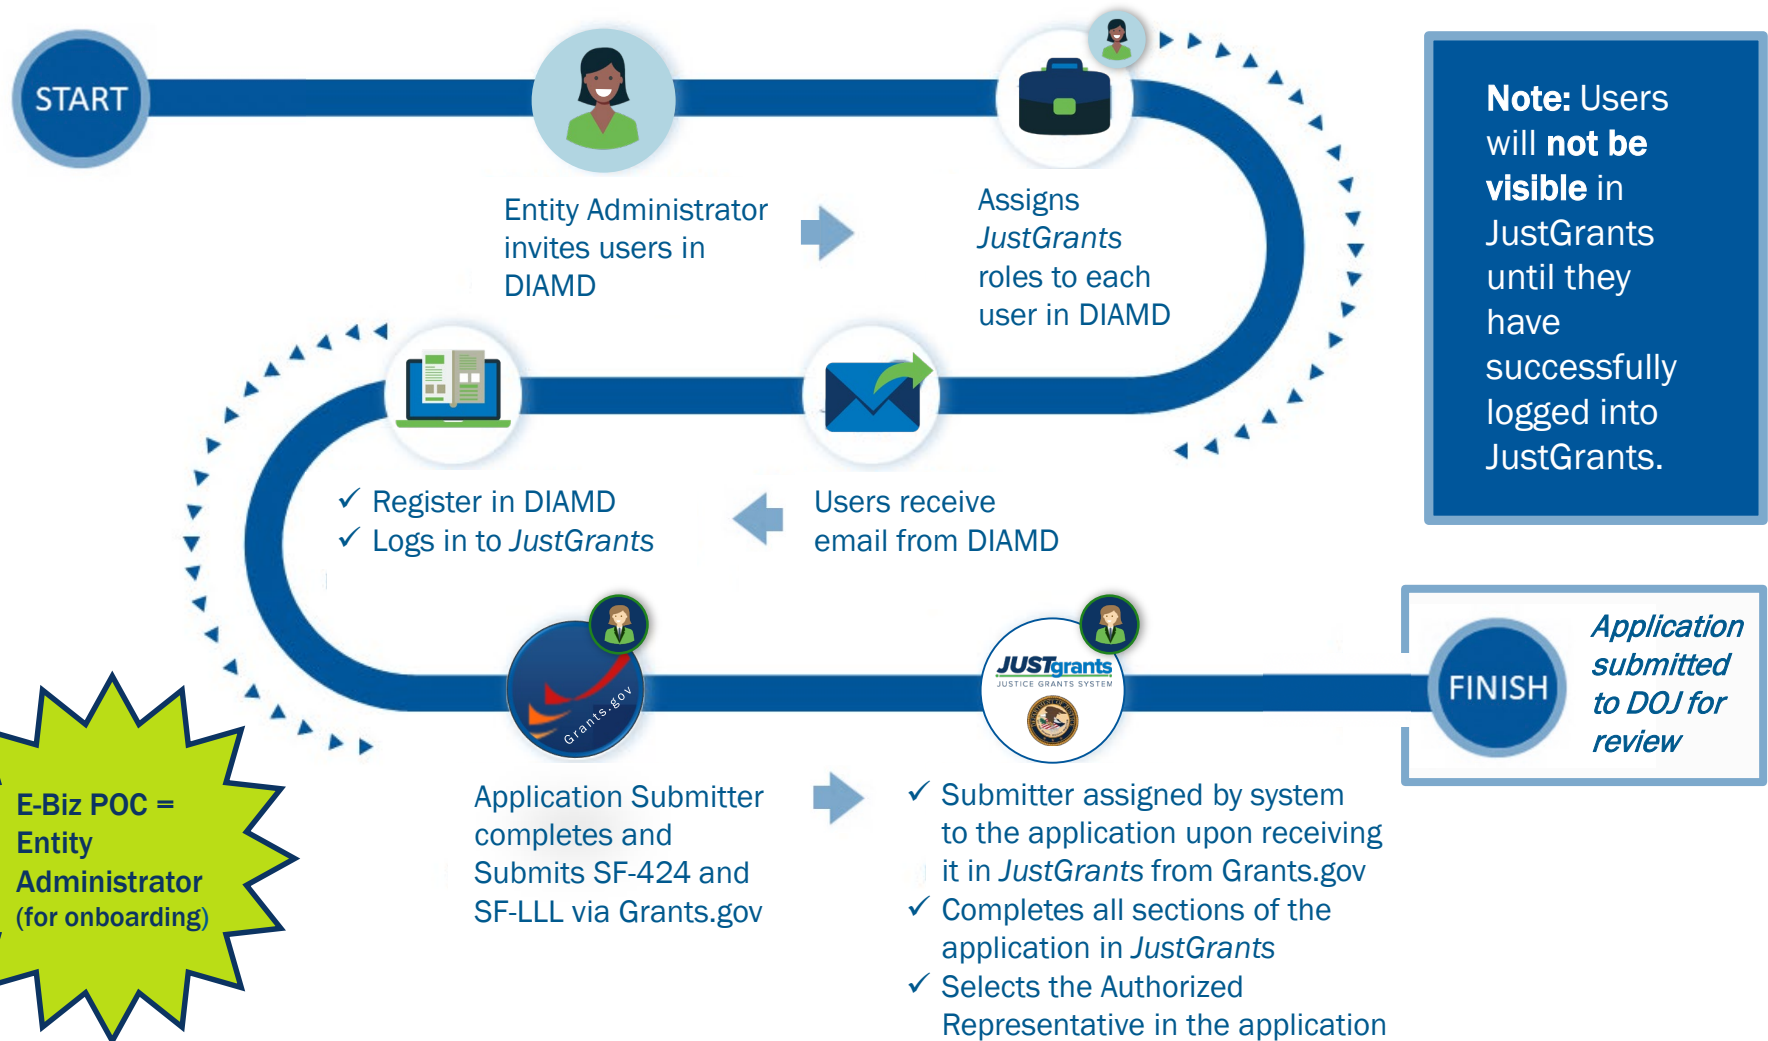 START
Entity Administrator
invites users in
DIAMD
Assigns
JustGrants
roles to each
user in DIAMD
Note: Users
will not be
visible in
JustGrants
until they
have
successfully
logged into
JustGrants.
Users receive
email from DIAMD
✓ Register in DIAMD
✓ Logs in to JustGrants
Grants.gov
Application Submitter
completes and
Submits SF-424 and
SF-LLL via Grants.gov
JUSTgrants
JUSTICE GRANTS SYSTEM
✓ Submitter assigned by system
to the application upon receiving
it in JustGrants from Grants.gov
✓ Completes all sections of the
application in JustGrants
✓ Selects the Authorized
Representative in the application
FINISH
Application
submitted
to DOJ for
review
E-Biz POC =
Entity
Administrator
(for onboarding)